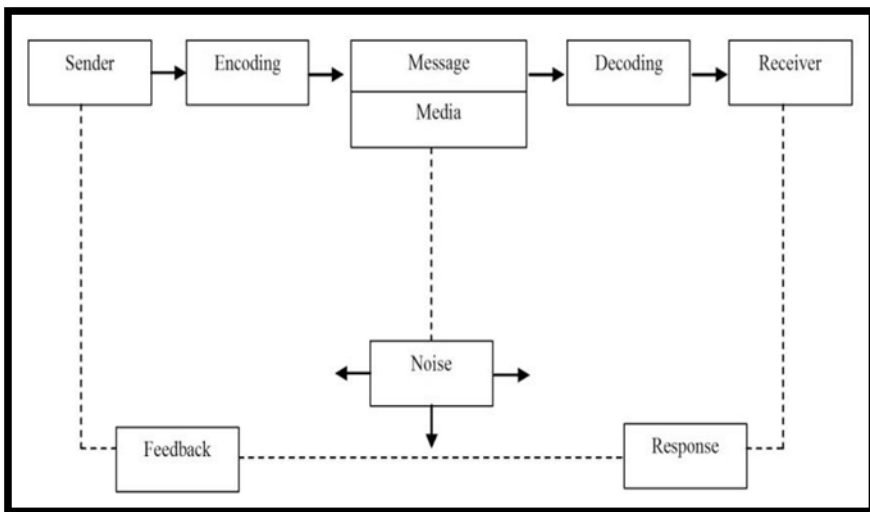 Sender
Encoding
Message
Decoding
Receiver
Media
Noise
Feedback
Response